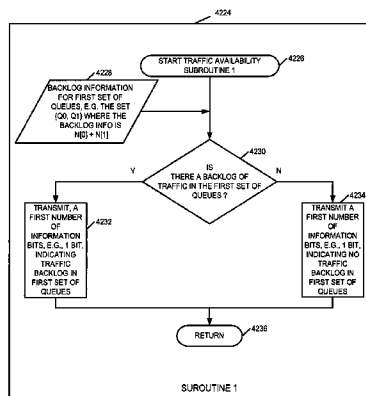 4224
START TRAFFIC AVAILABILITY
SUBROUTINE 1
4226
4228
BACKLOG INFORMATION
FOR FIRST SET OF
QUEUES, E.G. THE SET
{Q0, Q1} WHERE THE
BACKLOG INFO IS
N[0] + N[1]
4230
IS
THERE A BACKLOG OF
TRAFFIC IN THE FIRST SET OF
QUEUES ?
Y
N
4232
TRANSMIT, A
FIRST NUMBER
OF
INFORMATION
BITS, E.G., 1 BIT,
INDICATING
TRAFFIC
BACKLOG IN
FIRST SET OF
QUEUES
4234
TRANSMIT A
FIRST NUMBER
OF
INFORMATION
BITS, E.G., 1 BIT,
INDICATING NO
TRAFFIC
BACKLOG IN
FIRST SET OF
QUEUES
RETURN
4236
SUROUTINE 1